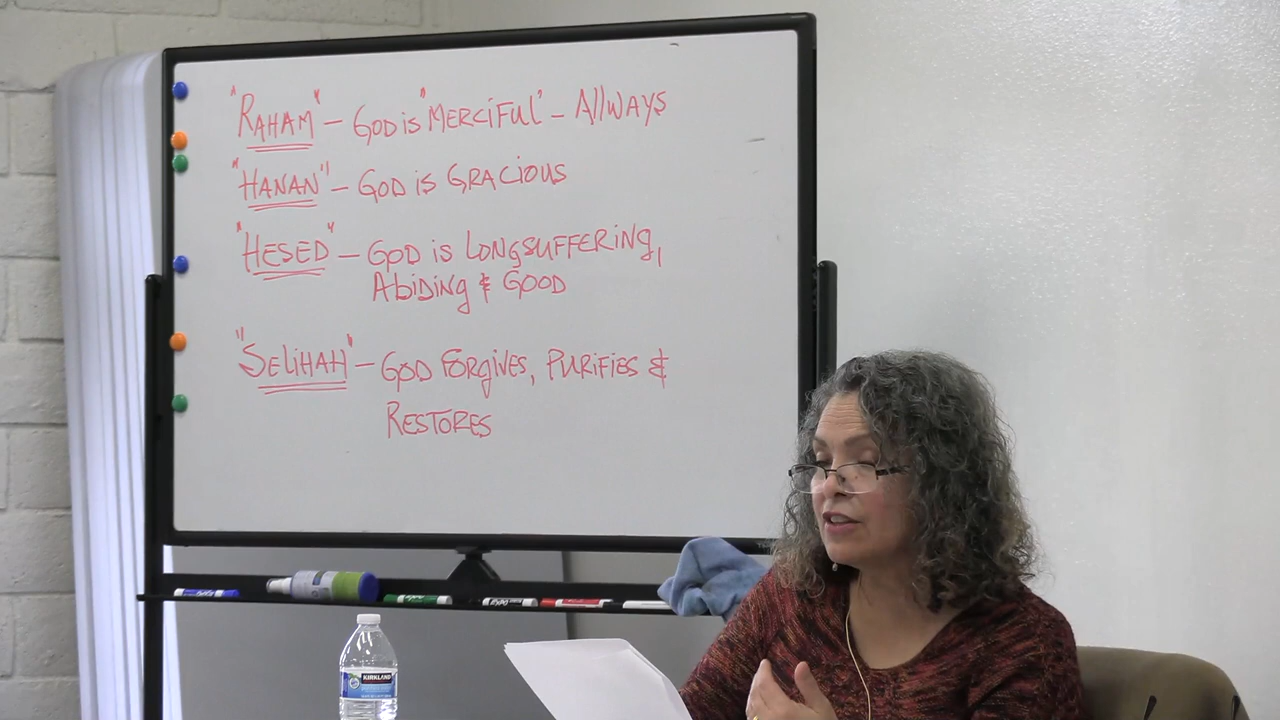 "RAHAM" – GOD is "MERCiFUL" – AllWAYS
"HANAN" – GOD iS GRACiOUS
"HESED" – GOD iS LONGSUFFERiNG,
AbidiNg & GOOD
"SELiHAH" – GOD FORGiVES, PURiFiES &
RESTORES
KIRKLAND
EXPO